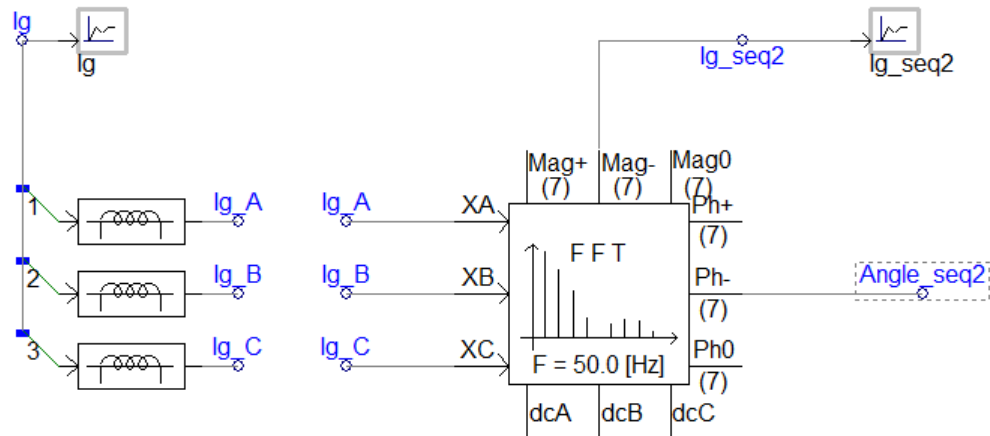 Ig
Ig
Ig_seq2
Ig_seq2
Mag+ Mag- Mag0
(7) (7) (7)
1 Ig_A Ig_A XA Ph+
(7)
F F T
2 Ig_B Ig_B XB Ph- Angle_seq2
(7)
3 Ig_C Ig_C XC Ph0
F = 50.0 [Hz] (7)
dcA dcB dcC